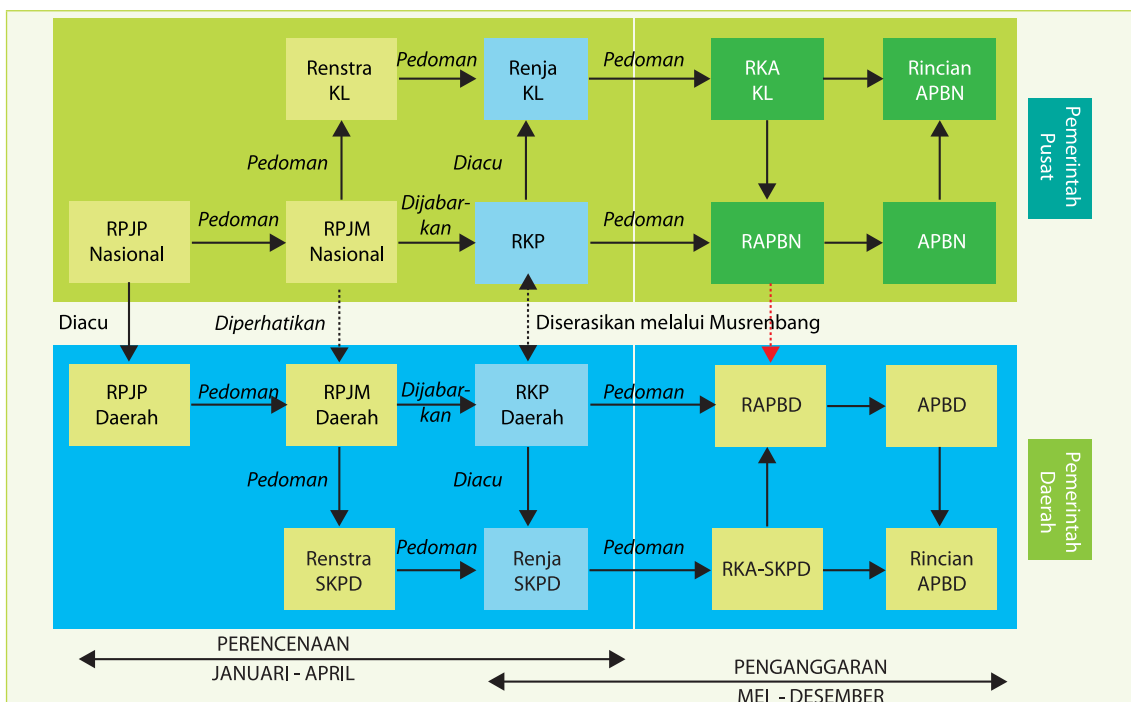 Renstra
KL
Pedoman
Renja
KL
Pedoman
RKA
KL
Rincian
APBN
Pemerintah
Pusat
Pedoman
Diacu
RPJP
Nasional
Pedoman
RPJM
Nasional
Dijabar-
kan
RKP
Pedoman
RAPBN
APBN
Diacu
Diperhatikan
Diserasikan melalui Musrenbang
RPJP
Daerah
Pedoman
RPJM
Daerah
Dijabar-
kan
RKP
Daerah
Pedoman
RAPBD
APBD
Pemerintah
Daerah
Pedoman
Diacu
Renstra
SKPD
Pedoman
Renja
SKPD
Pedoman
RKA-SKPD
Rincian
APBD
PERENCENAAN
JANUARI - APRIL
PENGANGGARAN
MEI - DESEMBER